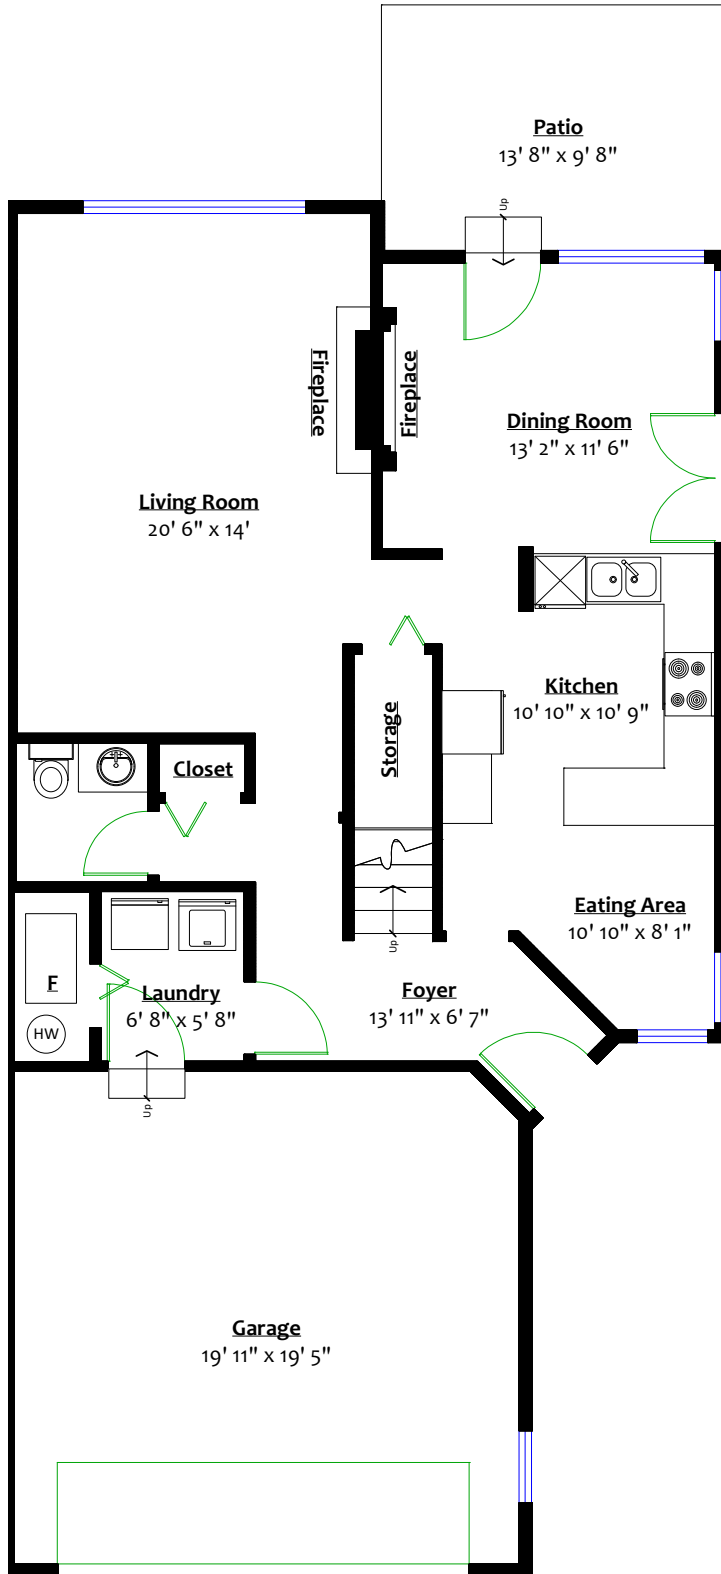 Patio
13' 8" x 9' 8"
Up
Fireplace
Fireplace
Dining Room
13' 2" x 11' 6"
Living Room
20' 6" x 14'
Kitchen
10' 10" x 10' 9"
Storage
Closet
Eating Area
10' 10" x 8' 1"
Up
F
Laundry
6' 8" x 5' 8"
Foyer
13' 11" x 6' 7"
HW
Up
Garage
19' 11" x 19' 5"